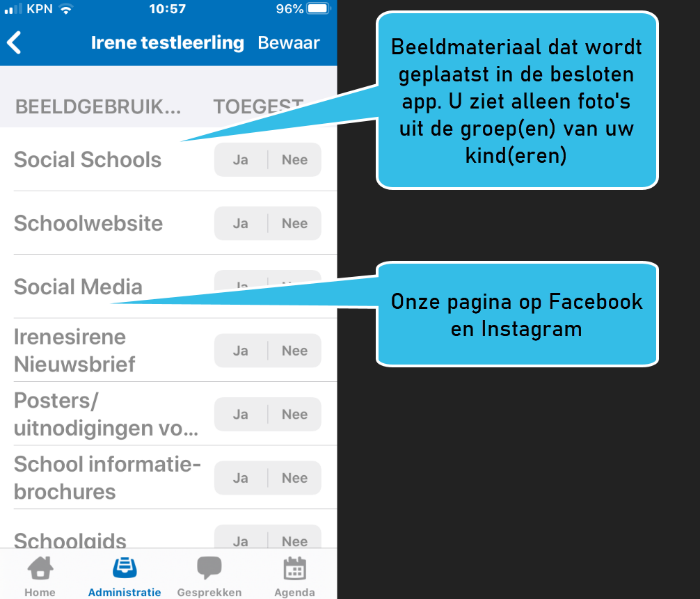 KPN 10:57 96%
Irene testleerling Bewaar
BEELDGEBRUIK... TOEGEST
Social Schools Ja Nee
Schoolwebsite Ja Nee
Social Media
Irenesirene
Nieuwsbrief Ja Nee
Posters/
uitnodigingen vo... Ja Nee
School informatie-
brochures Ja Nee
Schoolgids Ja Nee
Home Administratie Gesprekken Agenda
Beeldmateriaal dat wordt
geplaatst in de besloten
app. U ziet alleen foto's
uit de groep(en) van uw
kind(eren)
Onze pagina op Facebook
en Instagram